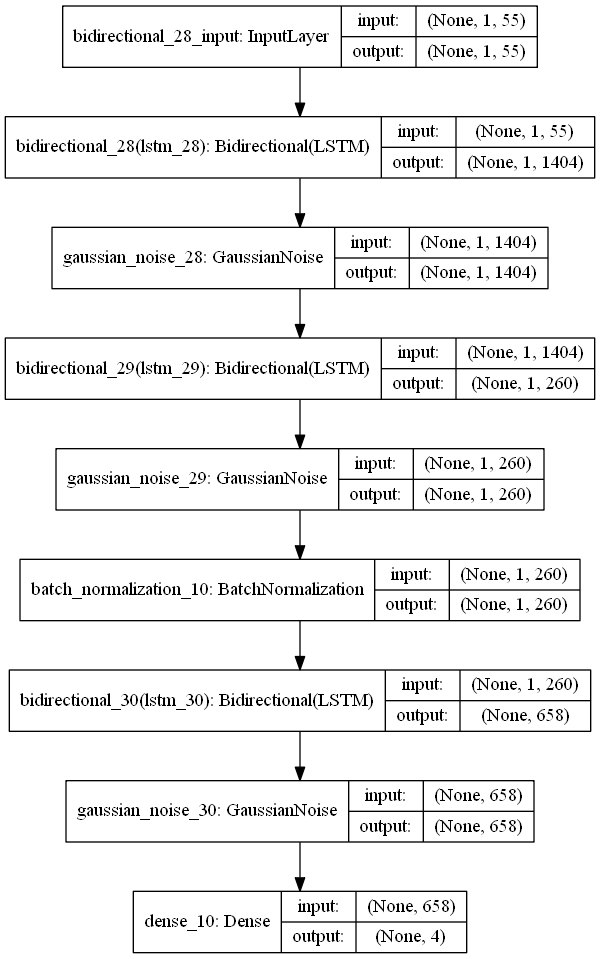 bidirectional_28_input: InputLayer
input:
(None, 1, 55)
output:
(None, 1, 55)
bidirectional_28(lstm_28): Bidirectional(LSTM)
input:
(None, 1, 55)
output:
(None, 1, 1404)
gaussian_noise_28: GaussianNoise
input:
(None, 1, 1404)
output:
(None, 1, 1404)
bidirectional_29(lstm_29): Bidirectional(LSTM)
input:
(None, 1, 1404)
output:
(None, 1, 260)
gaussian_noise_29: GaussianNoise
input:
(None, 1, 260)
output:
(None, 1, 260)
batch_normalization_10: BatchNormalization
input:
(None, 1, 260)
output:
(None, 1, 260)
bidirectional_30(lstm_30): Bidirectional(LSTM)
input:
(None, 1, 260)
output:
(None, 658)
gaussian_noise_30: GaussianNoise
input:
(None, 658)
output:
(None, 658)
dense_10: Dense
input:
(None, 658)
output:
(None, 4)